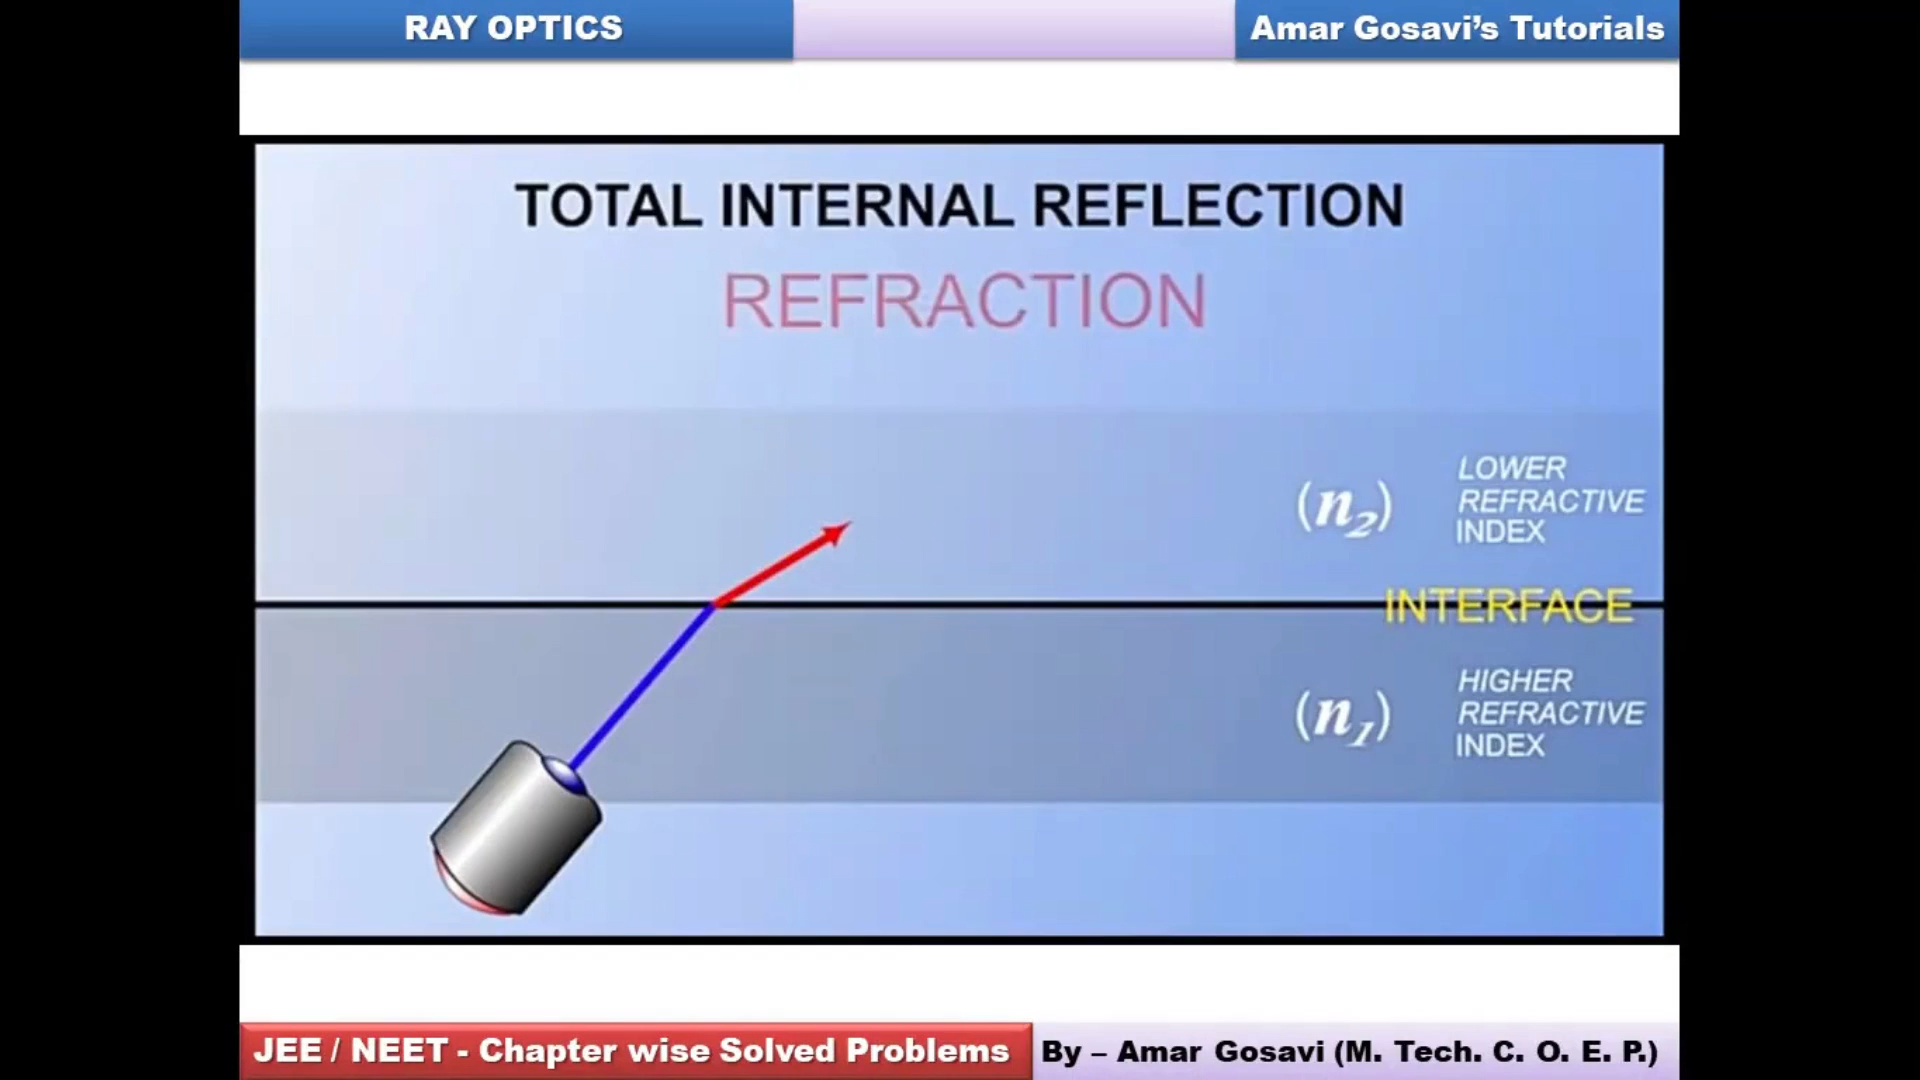 RAY OPTICS
Amar Gosavi’s Tutorials
TOTAL INTERNAL REFLECTION
REFRACTION
(n2)
LOWER
REFRACTIVE
INDEX
INTERFACE
(n1)
HIGHER
REFRACTIVE
INDEX
JEE / NEET - Chapter wise Solved Problems
By – Amar Gosavi (M. Tech. C. O. E. P.)